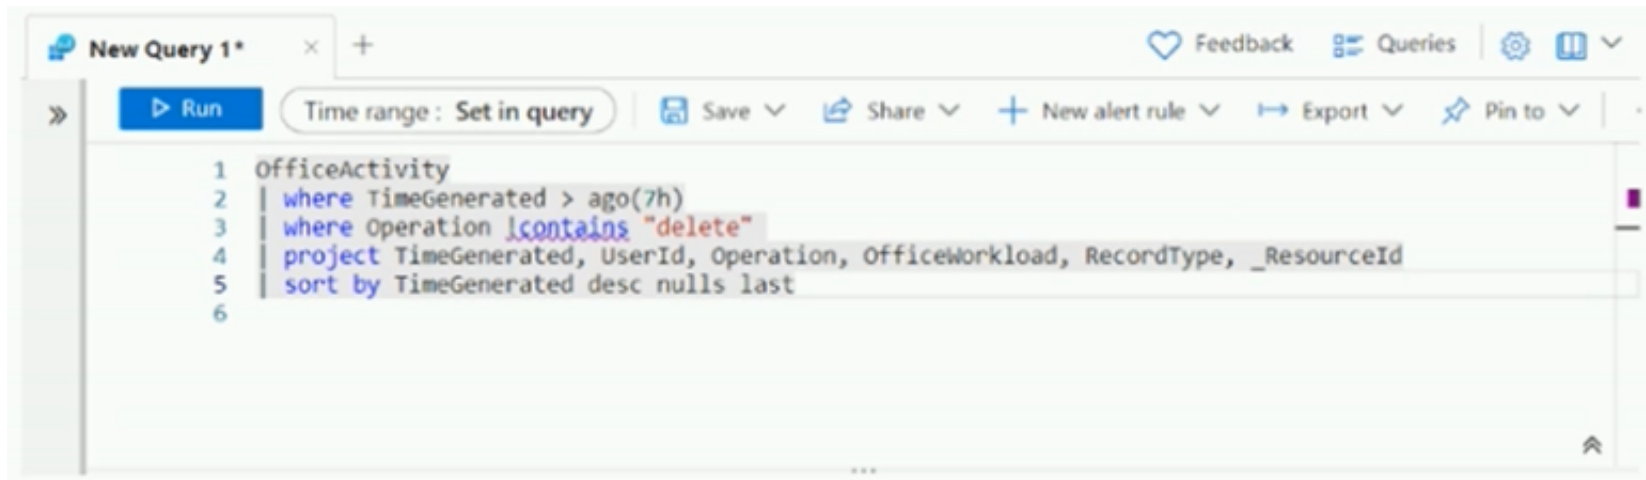 New Query 1*
Feedback Queries
Run Time range : Set in query Save Share New alert rule Export Pin to
1 OfficeActivity
2 | where TimeGenerated > ago(7h)
3 | where Operation !contains "delete"
4 | project TimeGenerated, UserId, Operation, OfficeWorkload, RecordType, _ResourceId
5 | sort by TimeGenerated desc nulls last
6